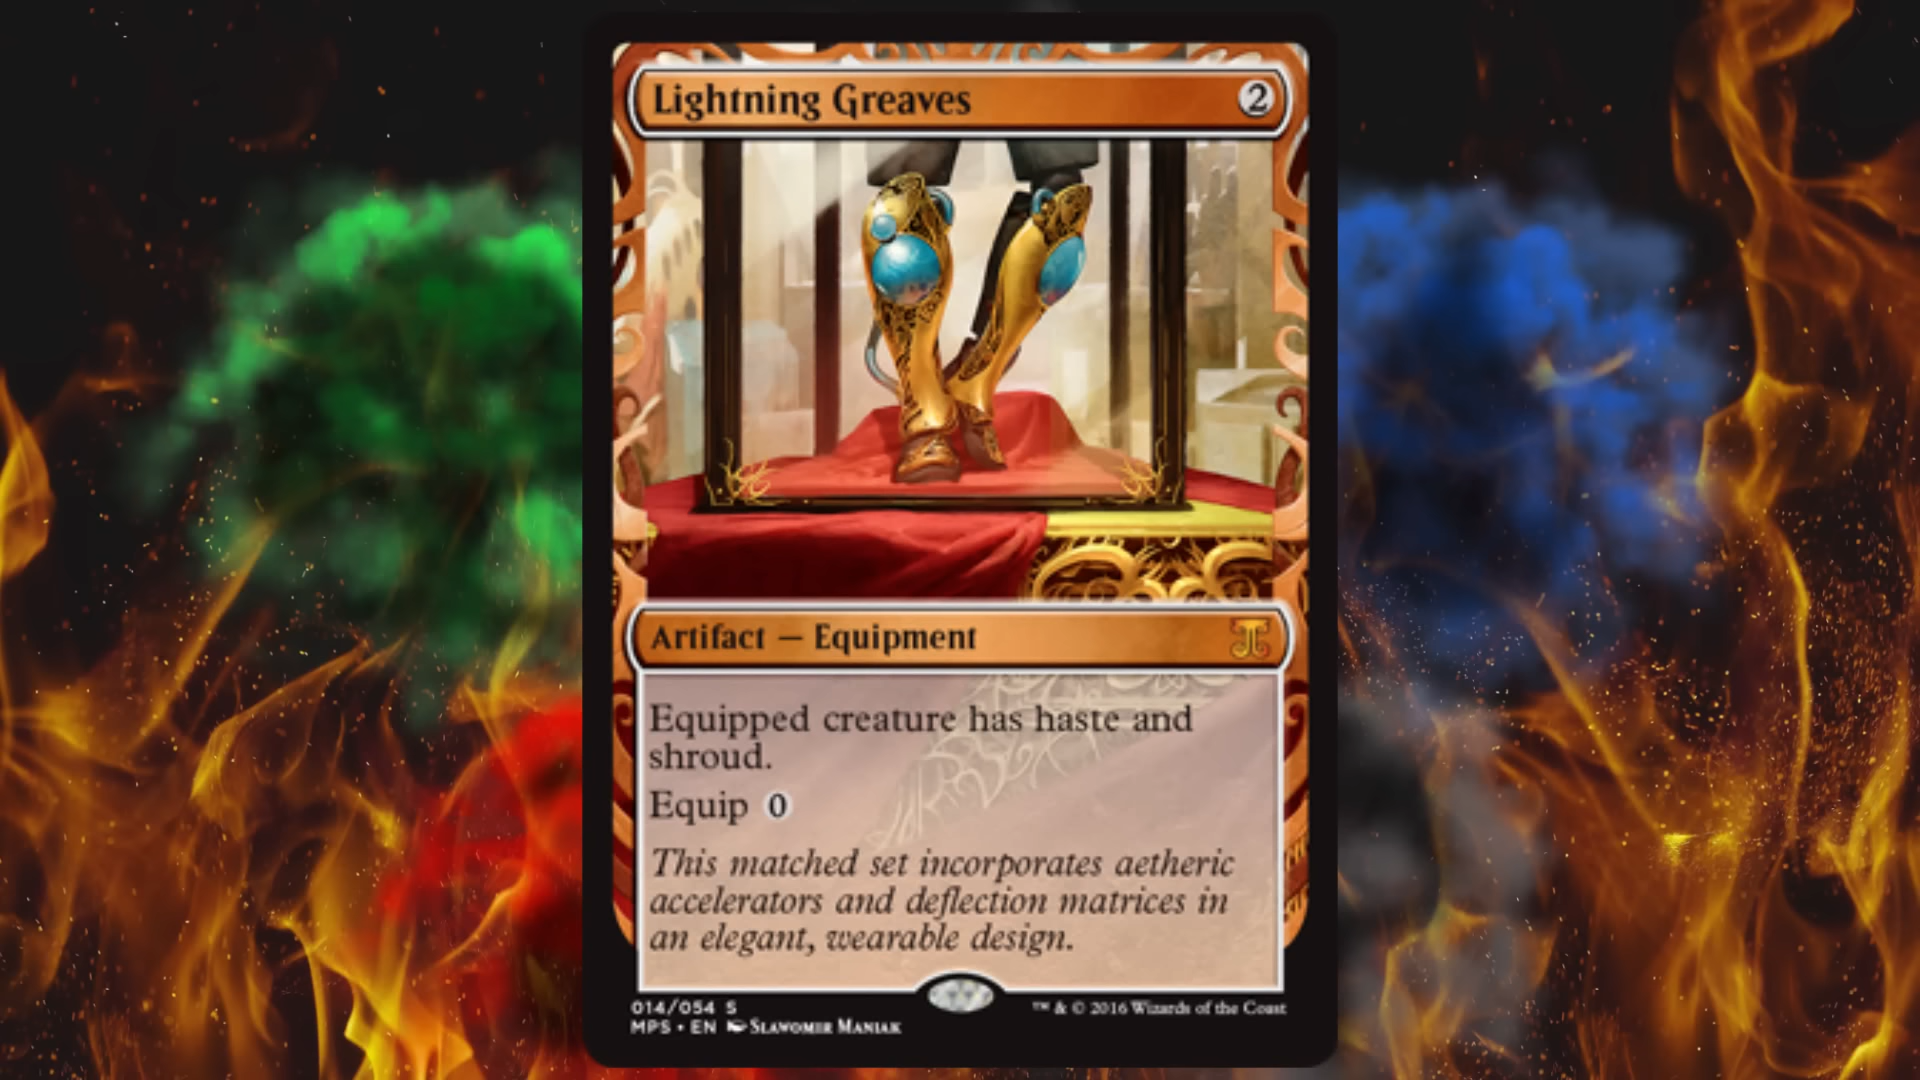 Lightning Greaves 2
Artifact — Equipment
Equipped creature has haste and
shroud.
Equip 0
This matched set incorporates aetheric
accelerators and deflection matrices in
an elegant, wearable design.
014/054 S
MPS • EN Slawomir Maniak
™ & © 2016 Wizards of the Coast